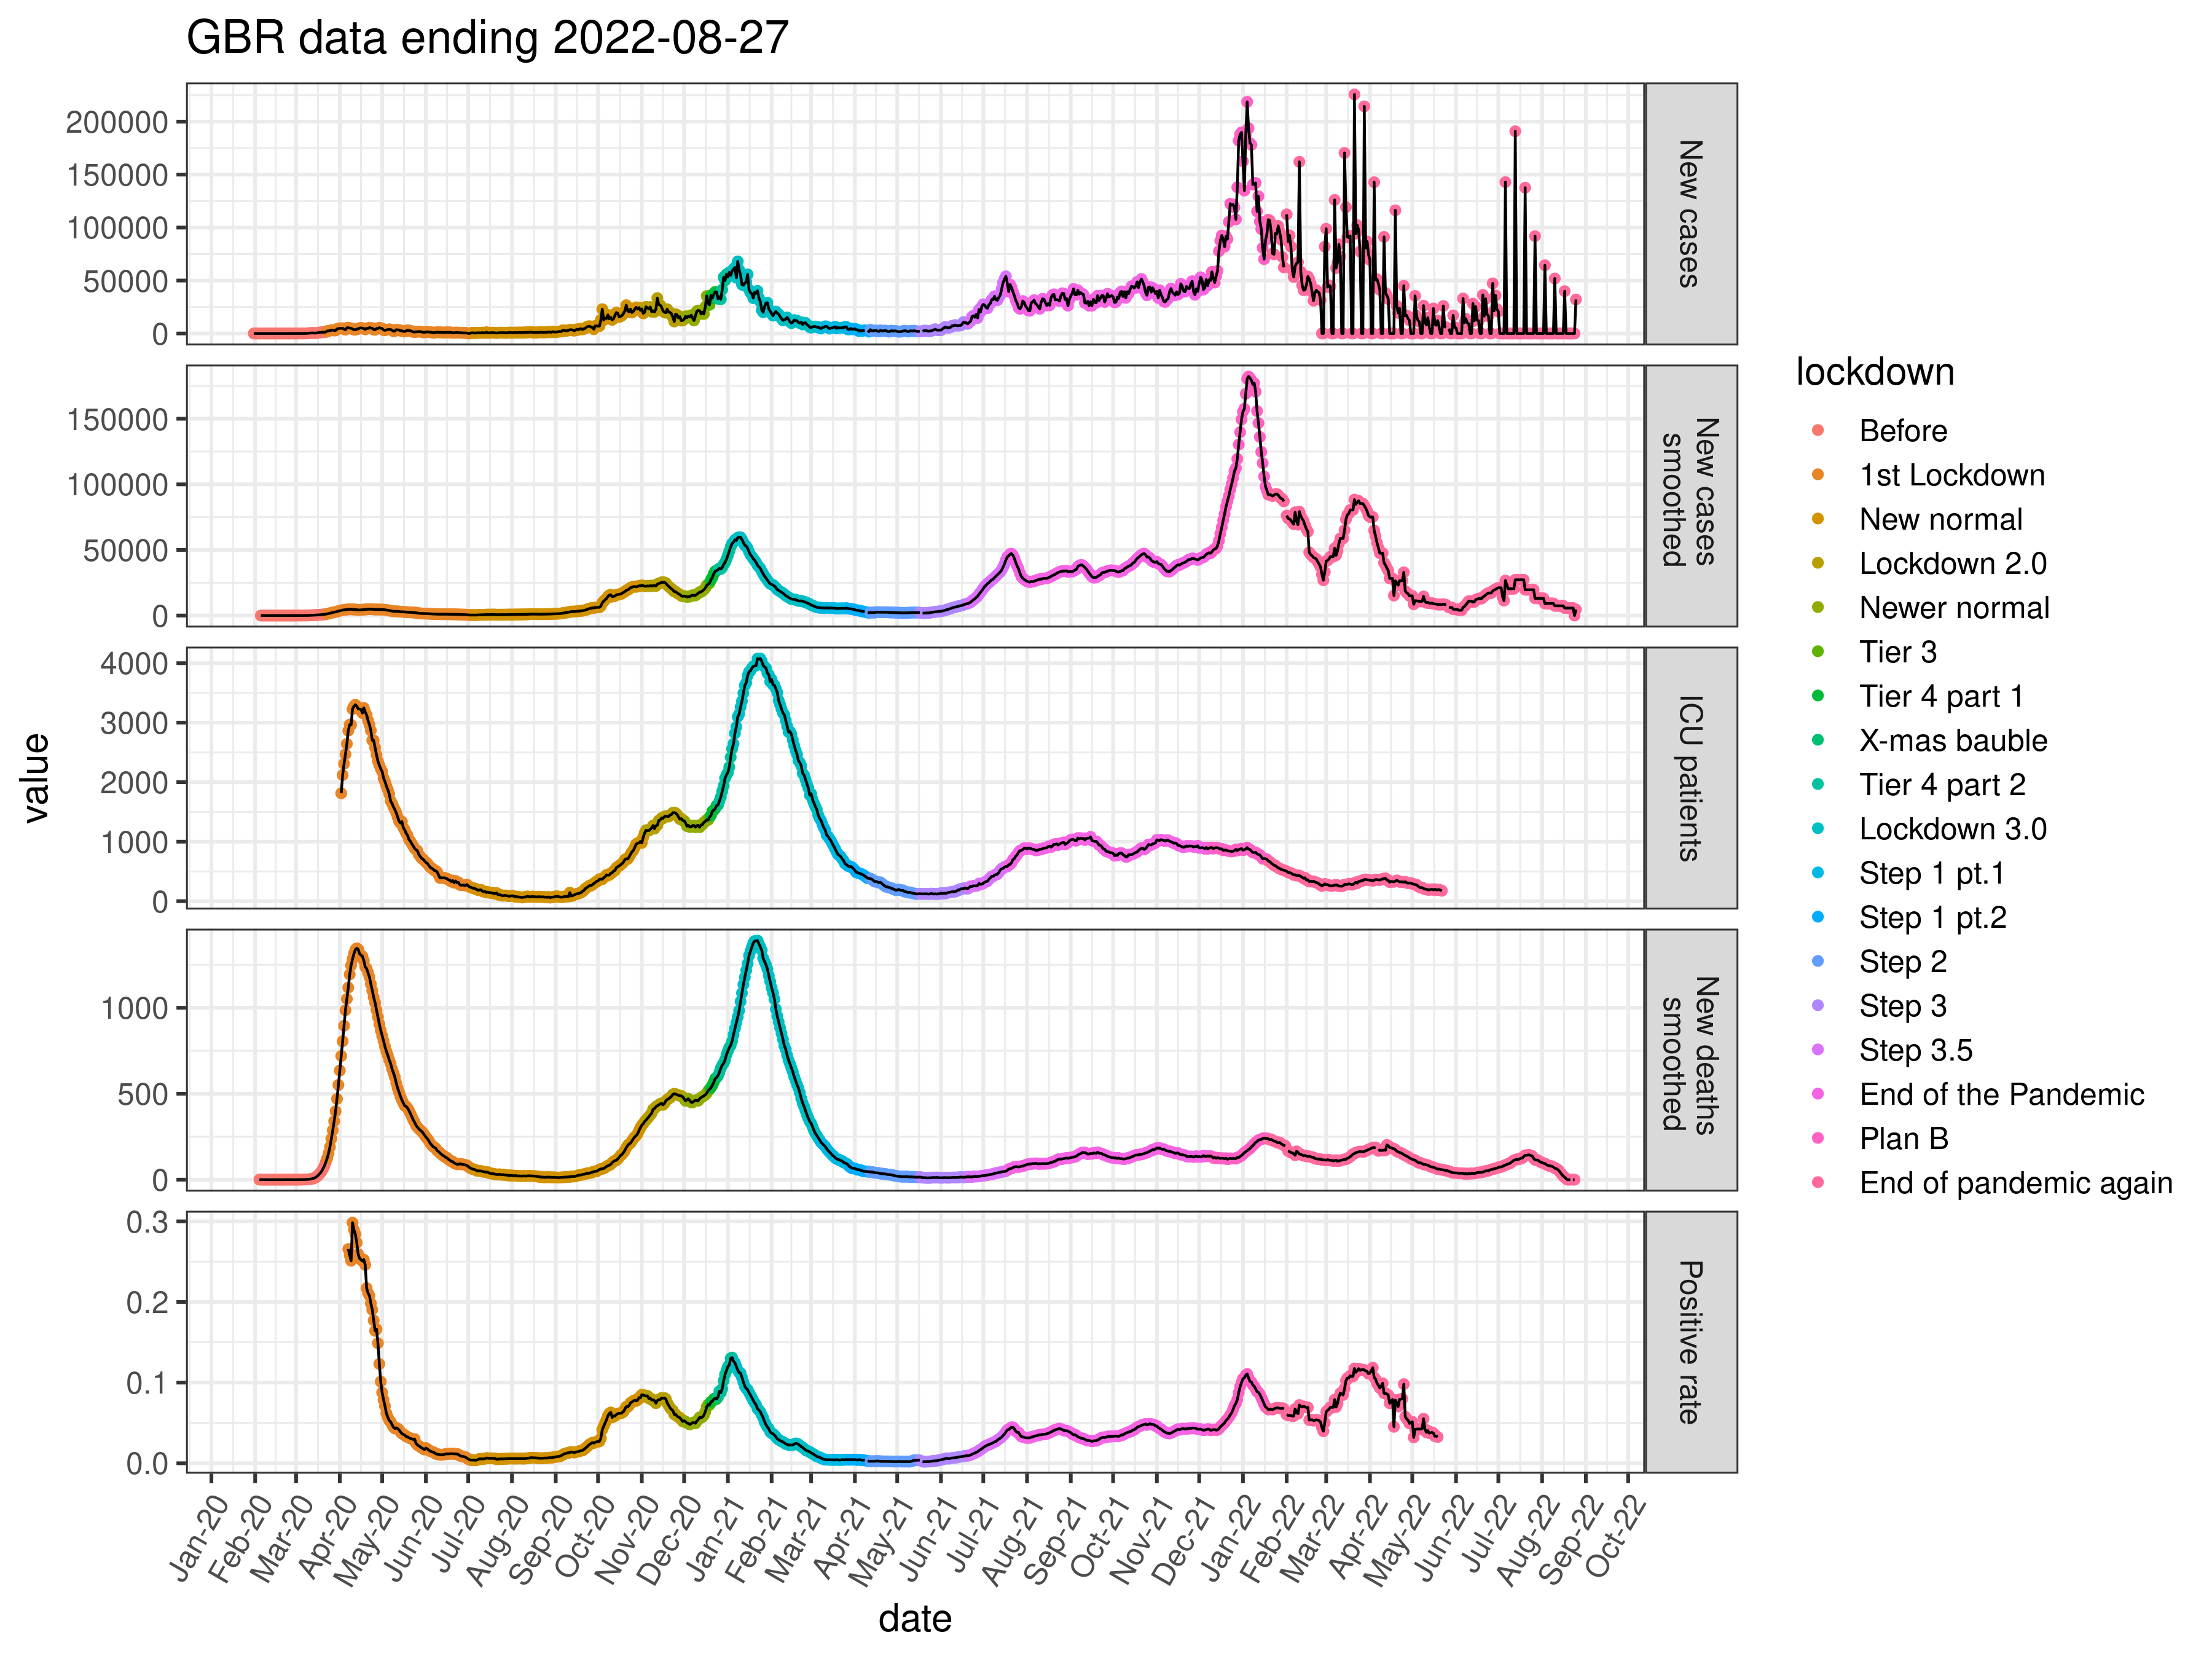 GBR data ending 2022-08-27
value
200000
150000
100000
50000
0
New cases
150000
100000
50000
0
New cases
smoothed
4000
3000
2000
1000
0
ICU patients
1000
500
0
New deaths
smoothed
0.3
0.2
0.1
0.0
Positive rate
Jan-20
Feb-20
Mar-20
Apr-20
May-20
Jun-20
Jul-20
Aug-20
Sep-20
Oct-20
Nov-20
Dec-20
Jan-21
Feb-21
Mar-21
Apr-21
May-21
Jun-21
Jul-21
Aug-21
Sep-21
Oct-21
Nov-21
Dec-21
Jan-22
Feb-22
Mar-22
Apr-22
May-22
Jun-22
Jul-22
Aug-22
Sep-22
Oct-22
date
lockdown
Before
1st Lockdown
New normal
Lockdown 2.0
Newer normal
Tier 3
Tier 4 part 1
X-mas bauble
Tier 4 part 2
Lockdown 3.0
Step 1 pt.1
Step 1 pt.2
Step 2
Step 3
Step 3.5
End of the Pandemic
Plan B
End of pandemic again